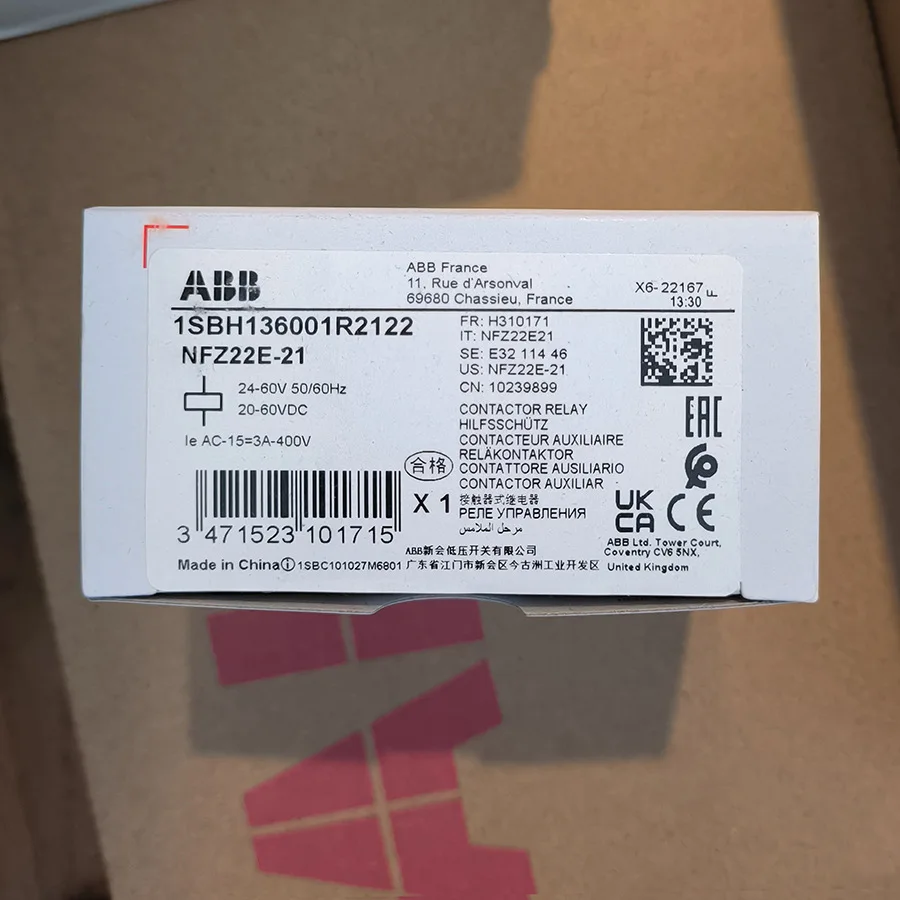 ABB
ABB France
11, Rue d'Arsonval
69680 Chassieu, France
X6-22167 F
13:30
1SBH136001R2122
NFZ22E-21
24-60V 50/60Hz
20-60VDC
Ie AC-15=3A-400V
FR: H310171
IT: NFZ22E21
SE: E32 114 46
US: NFZ22E-21
CN: 10239899
CONTACTOR RELAY
HILFSSCHÜTZ
CONTACTEUR AUXILIAIRE
RELÄKONTAKTOR
CONTATTORE AUSILIARIO
CONTACTOR AUXILIAR
接触器式继电器
РЕЛЕ УПРАВЛЕНИЯ
مرحل الملامس
合格
X 1
3 471523 101715
EAC
UK
CA
CE
ABB Ltd. Tower Court,
Coventry CV6 5NX,
United Kingdom
ABB新会低压开关有限公司
Made in China ⓘ 1SBC101027M6801 广东省江门市新会区今古洲工业开发区